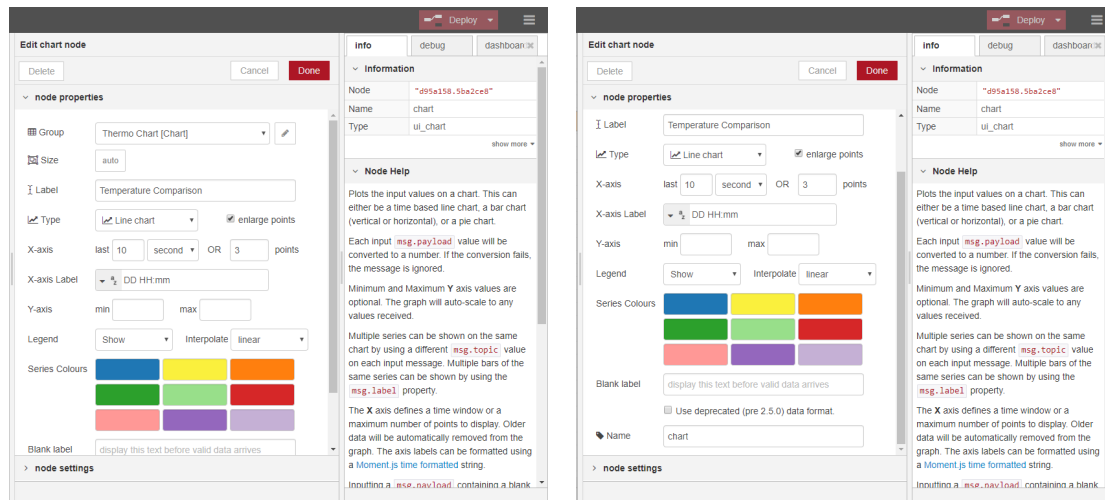 Deploy
Edit chart node
info
debug
dashboar
Delete
Cancel
Done
Information
node properties
Node
"d95a158.5ba2ce8"
Name
chart
Type
ui_chart
show more
Group
Thermo Chart [Chart]
Size
auto
Label
Temperature Comparison
Type
Line chart
enlarge points
X-axis
last 10 second OR 3 points
X-axis Label
DD HH:mm
Y-axis
min
max
Legend
Show
Interpolate
linear
Series Colours
Blank label
display this text before valid data arrives
node settings
Node Help
Plots the input values on a chart. This can
either be a time based line chart, a bar chart
(vertical or horizontal), or a pie chart.
Each input msg.payload value will be
converted to a number. If the conversion fails,
the message is ignored.
Minimum and Maximum Y axis values are
optional. The graph will auto-scale to any
values received.
Multiple series can be shown on the same
chart by using a different msg.topic value
on each input message. Multiple bars of the
same series can be shown by using the
msg.label property.
The X axis defines a time window or a
maximum number of points to display. Older
data will be automatically removed from the
graph. The axis labels can be formatted using
a Moment.js time formatted string.
Inputting a msg.payload containing a blank
Deploy
Edit chart node
info
debug
dashboar
Delete
Cancel
Done
Information
node properties
Node
"d95a158.5ba2ce8"
Name
chart
Type
ui_chart
show more
Label
Temperature Comparison
Type
Line chart
enlarge points
X-axis
last 10 second OR 3 points
X-axis Label
DD HH:mm
Y-axis
min
max
Legend
Show
Interpolate
linear
Series Colours
Blank label
display this text before valid data arrives
Use deprecated (pre 2.5.0) data format.
Name
chart
node settings
Node Help
Plots the input values on a chart. This can
either be a time based line chart, a bar chart
(vertical or horizontal), or a pie chart.
Each input msg.payload value will be
converted to a number. If the conversion fails,
the message is ignored.
Minimum and Maximum Y axis values are
optional. The graph will auto-scale to any
values received.
Multiple series can be shown on the same
chart by using a different msg.topic value
on each input message. Multiple bars of the
same series can be shown by using the
msg.label property.
The X axis defines a time window or a
maximum number of points to display. Older
data will be automatically removed from the
graph. The axis labels can be formatted using
a Moment.js time formatted string.
Inputting a msg.payload containing a blank